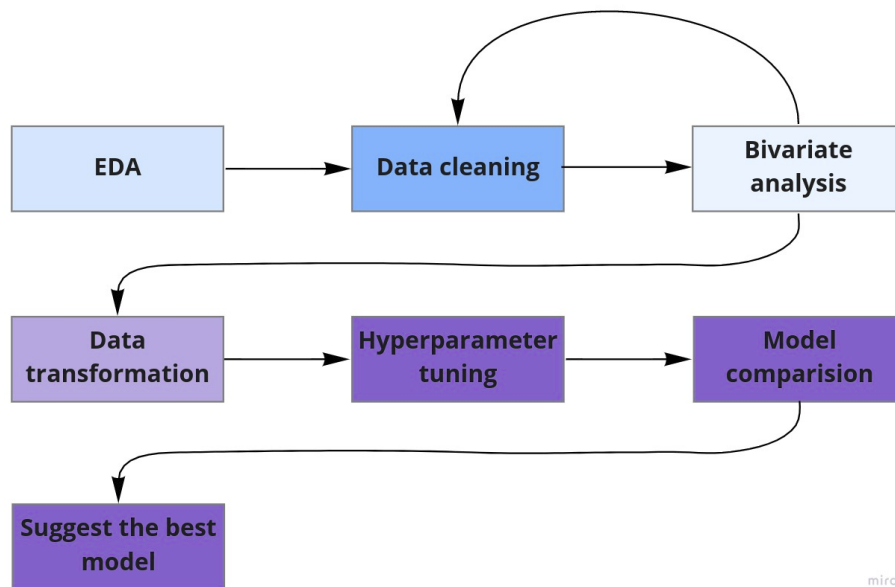 EDA
Data cleaning
Bivariate
analysis
Data
transformation
Hyperparameter
tuning
Model
comparision
Suggest the best
model